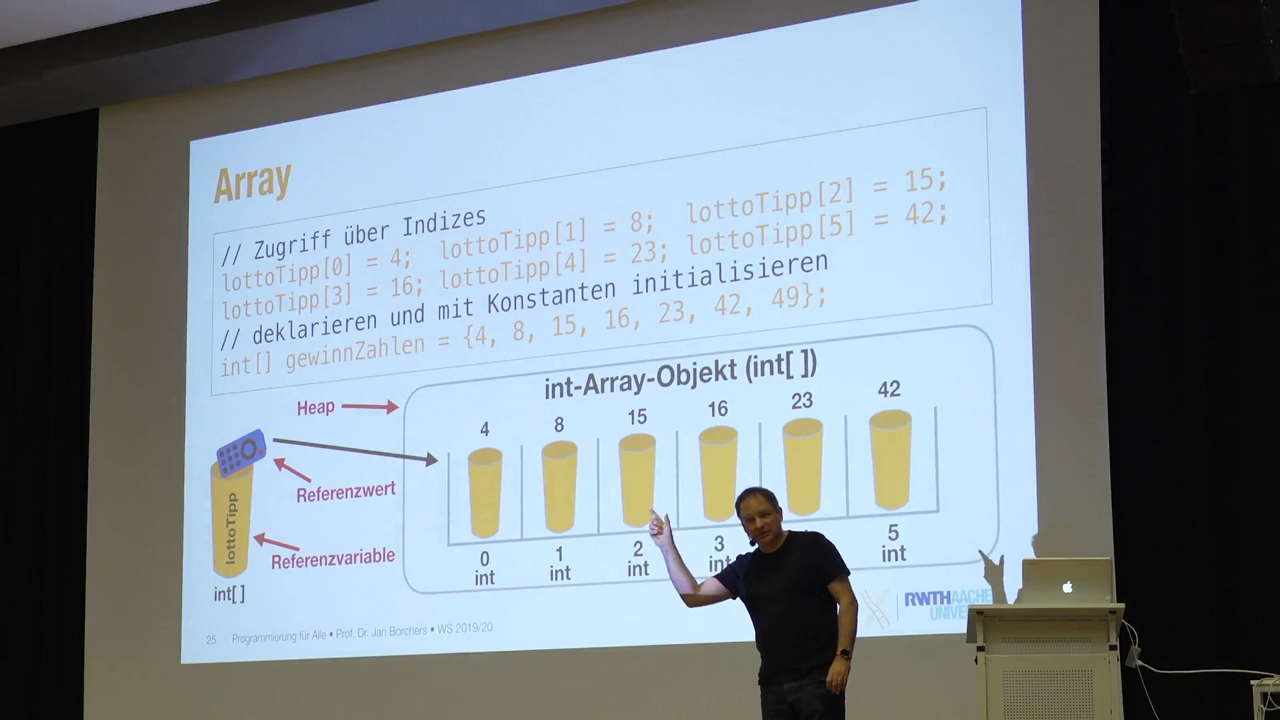 Array
// Zugriff über Indizes
lottoTipp[0] = 4; lottoTipp[1] = 8; lottoTipp[2] = 15;
lottoTipp[3] = 16; lottoTipp[4] = 23; lottoTipp[5] = 42;
// deklarieren und mit Konstanten initialisieren
int[] gewinnZahlen = {4, 8, 15, 16, 23, 42, 49};
int-Array-Objekt (int[ ])
Heap
4 8 15 16 23 42
Referenzwert
lottoTipp
Referenzvariable
0 1 2 3 5
int int int int int
int[ ]
RWTHAACHE
UNIVE
25 Programmierung für Alle • Prof. Dr. Jan Borchers • WS 2019/20